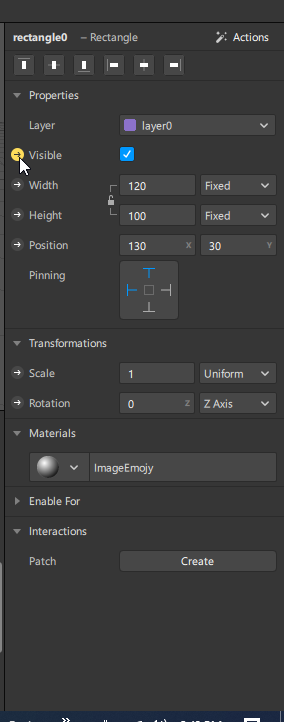 rectangle0 – Rectangle Actions
Properties
Layer layer0
Visible
Width 120 Fixed
Height 100 Fixed
Position 130 X 30 Y
Pinning
Transformations
Scale 1 Uniform
Rotation 0 Z Z Axis
Materials
ImageEmojy
Enable For
Interactions
Patch Create